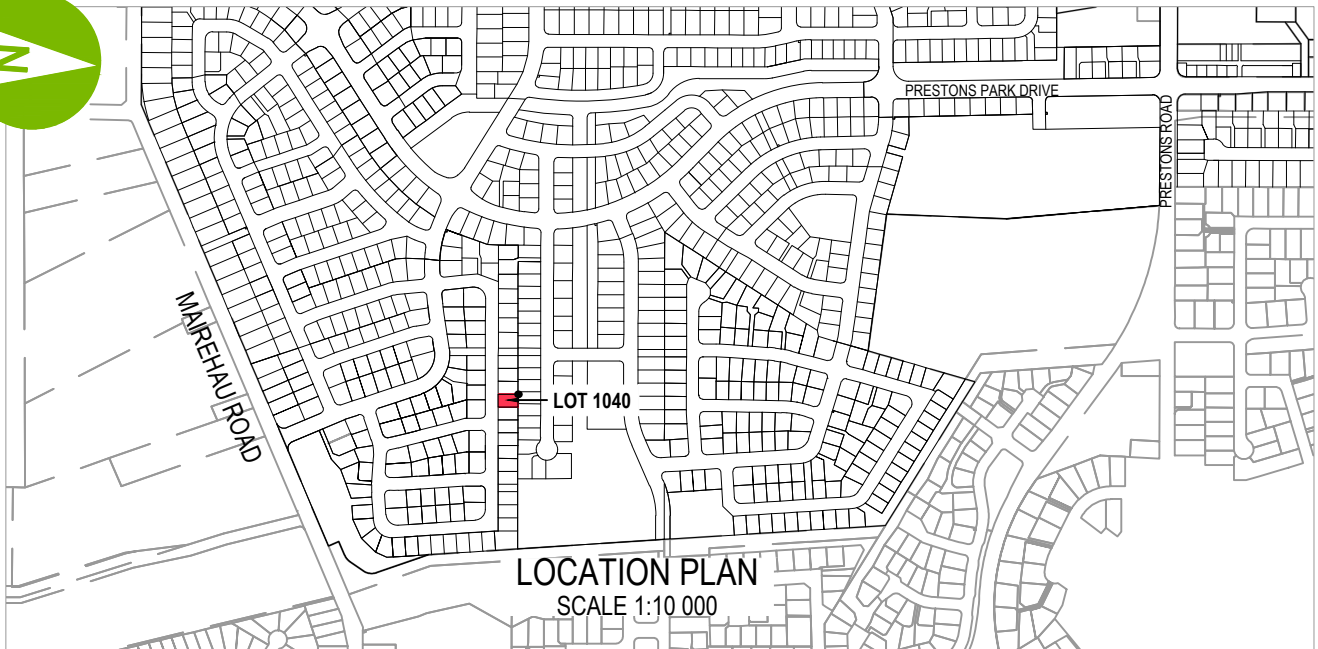 N
PRESTONS PARK DRIVE
PRESTONS ROAD
MAIREHAU ROAD
LOT 1040
LOCATION PLAN
SCALE 1:10 000